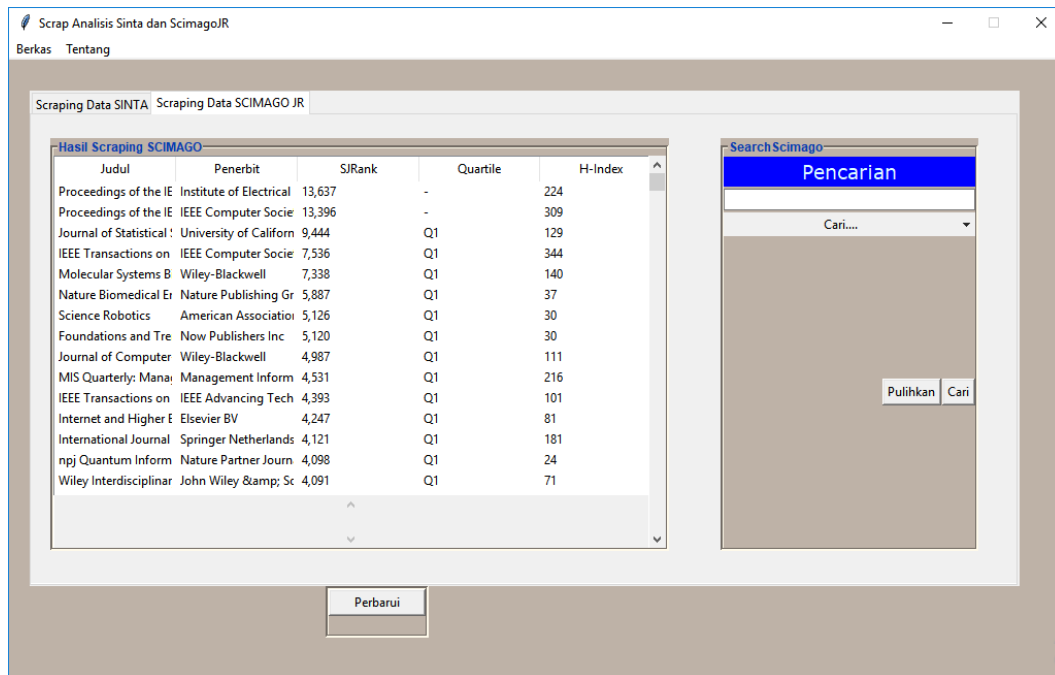 Scrap Analisis Sinta dan ScimagoJR
Berkas Tentang
Scraping Data SINTA Scraping Data SCIMAGO JR
Hasil Scraping SCIMAGO
Judul Penerbit SJRank Quartile H-Index
Proceedings of the IE Institute of Electrical 13,637 - 224
Proceedings of the IE IEEE Computer Socie 13,396 - 309
Journal of Statistical University of Californ 9,444 Q1 129
IEEE Transactions on IEEE Computer Socie 7,536 Q1 344
Molecular Systems B Wiley-Blackwell 7,338 Q1 140
Nature Biomedical Er Nature Publishing Gr 5,887 Q1 37
Science Robotics American Association 5,126 Q1 30
Foundations and Tre Now Publishers Inc 5,120 Q1 30
Journal of Computer Wiley-Blackwell 4,987 Q1 111
MIS Quarterly: Mana Management Inform 4,531 Q1 216
IEEE Transactions on IEEE Advancing Tech 4,393 Q1 101
Internet and Higher E Elsevier BV 4,247 Q1 81
International Journal Springer Netherlands 4,121 Q1 181
npj Quantum Inform Nature Partner Journ 4,098 Q1 24
Wiley Interdisciplinar John Wiley &amp; Sc 4,091 Q1 71
SearchScimago
Pencarian
Cari....
Pulihkan Cari
Perbarui